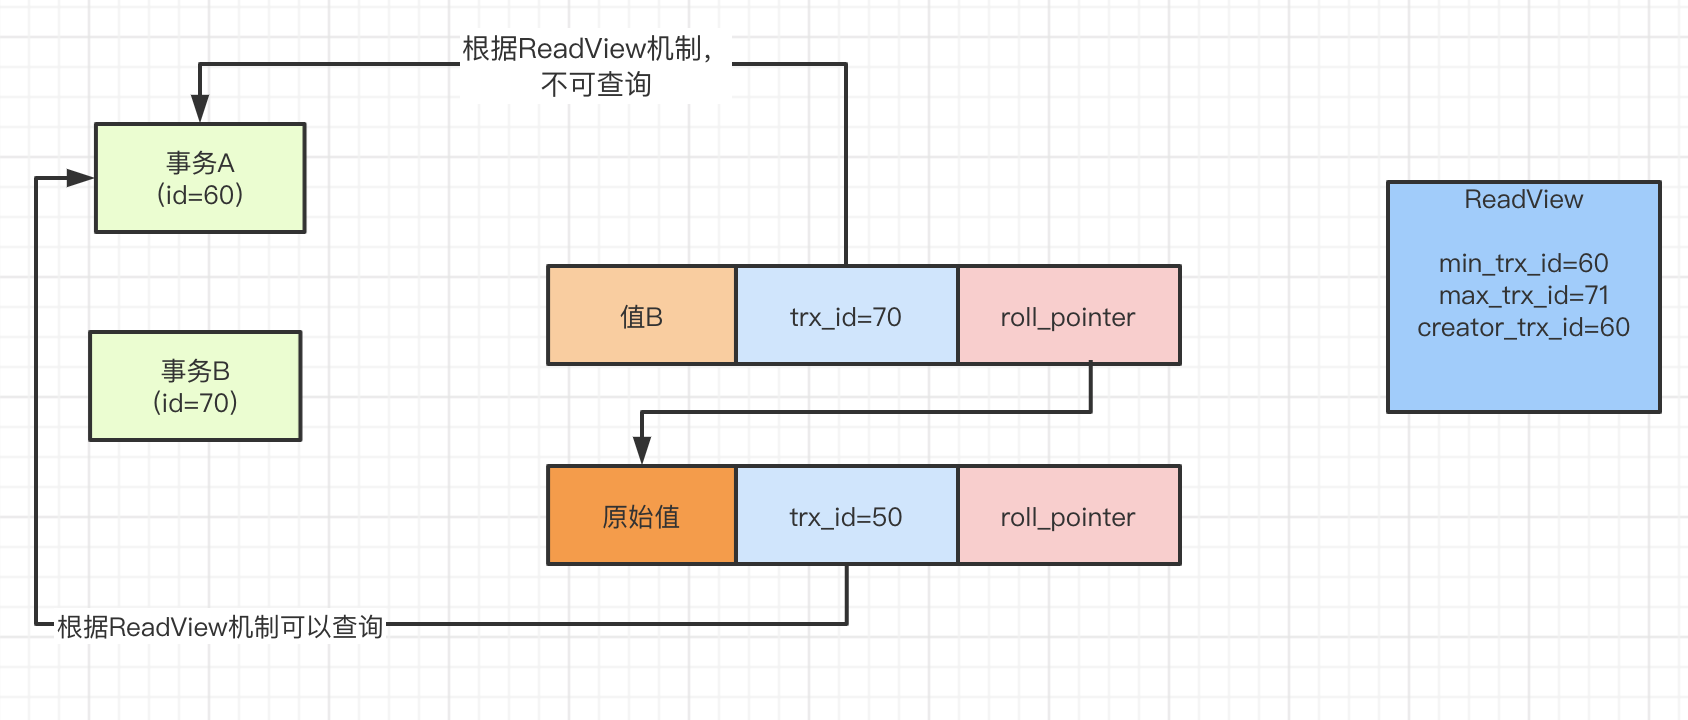 根据ReadView机制，
不可查询
事务A
(id=60)
ReadView
min_trx_id=60
max_trx_id=71
creator_trx_id=60
值B
trx_id=70
roll_pointer
事务B
(id=70)
原始值
trx_id=50
roll_pointer
根据ReadView机制可以查询